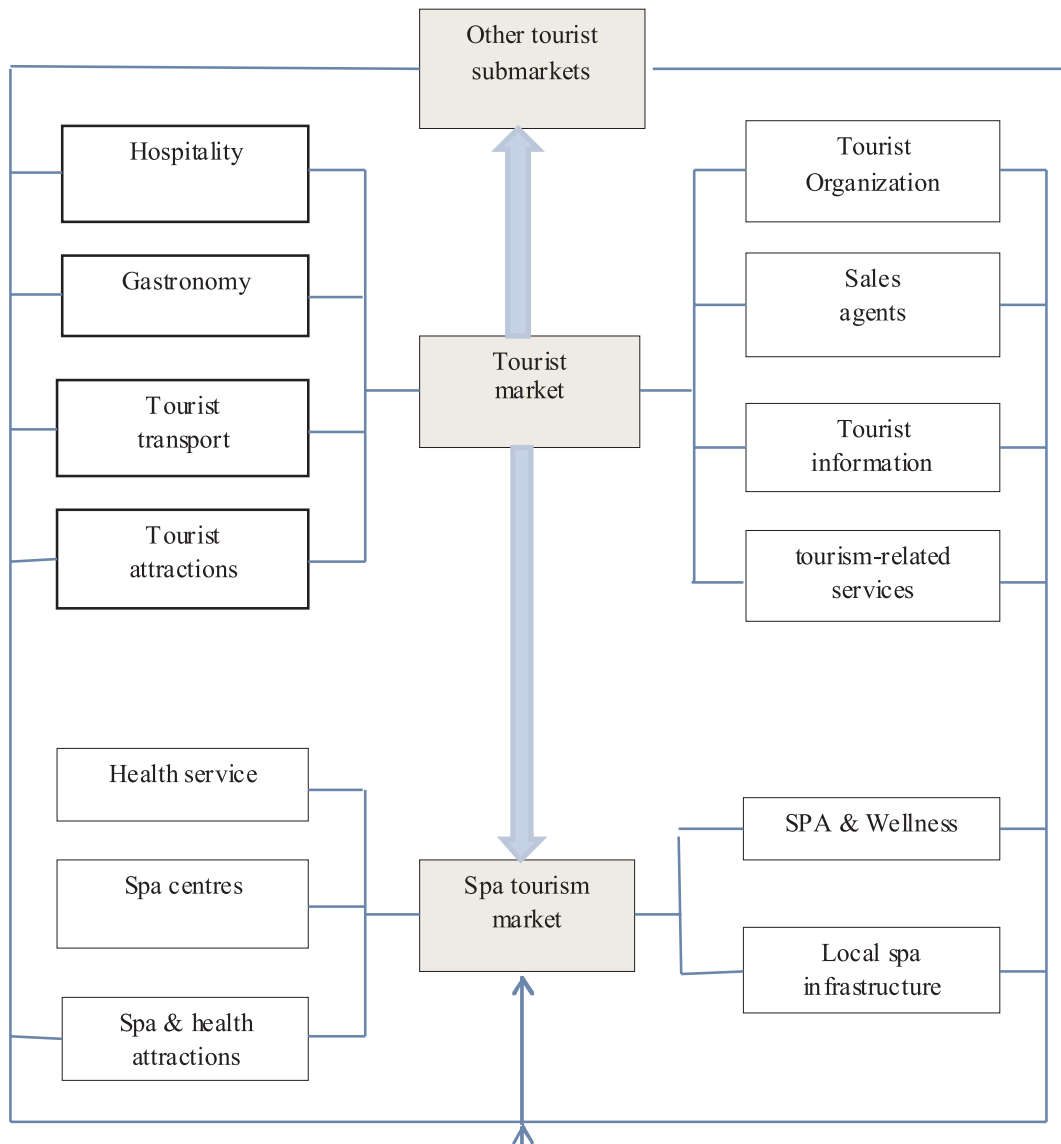 Other tourist
submarkets
Hospitality
Tourist
Organization
Gastronomy
Sales
agents
Tourist
market
Tourist
transport
Tourist
information
Tourist
attractions
tourism-related
services
Health service
SPA & Wellness
Spa centres
Spa tourism
market
Local spa
infrastructure
Spa & health
attractions